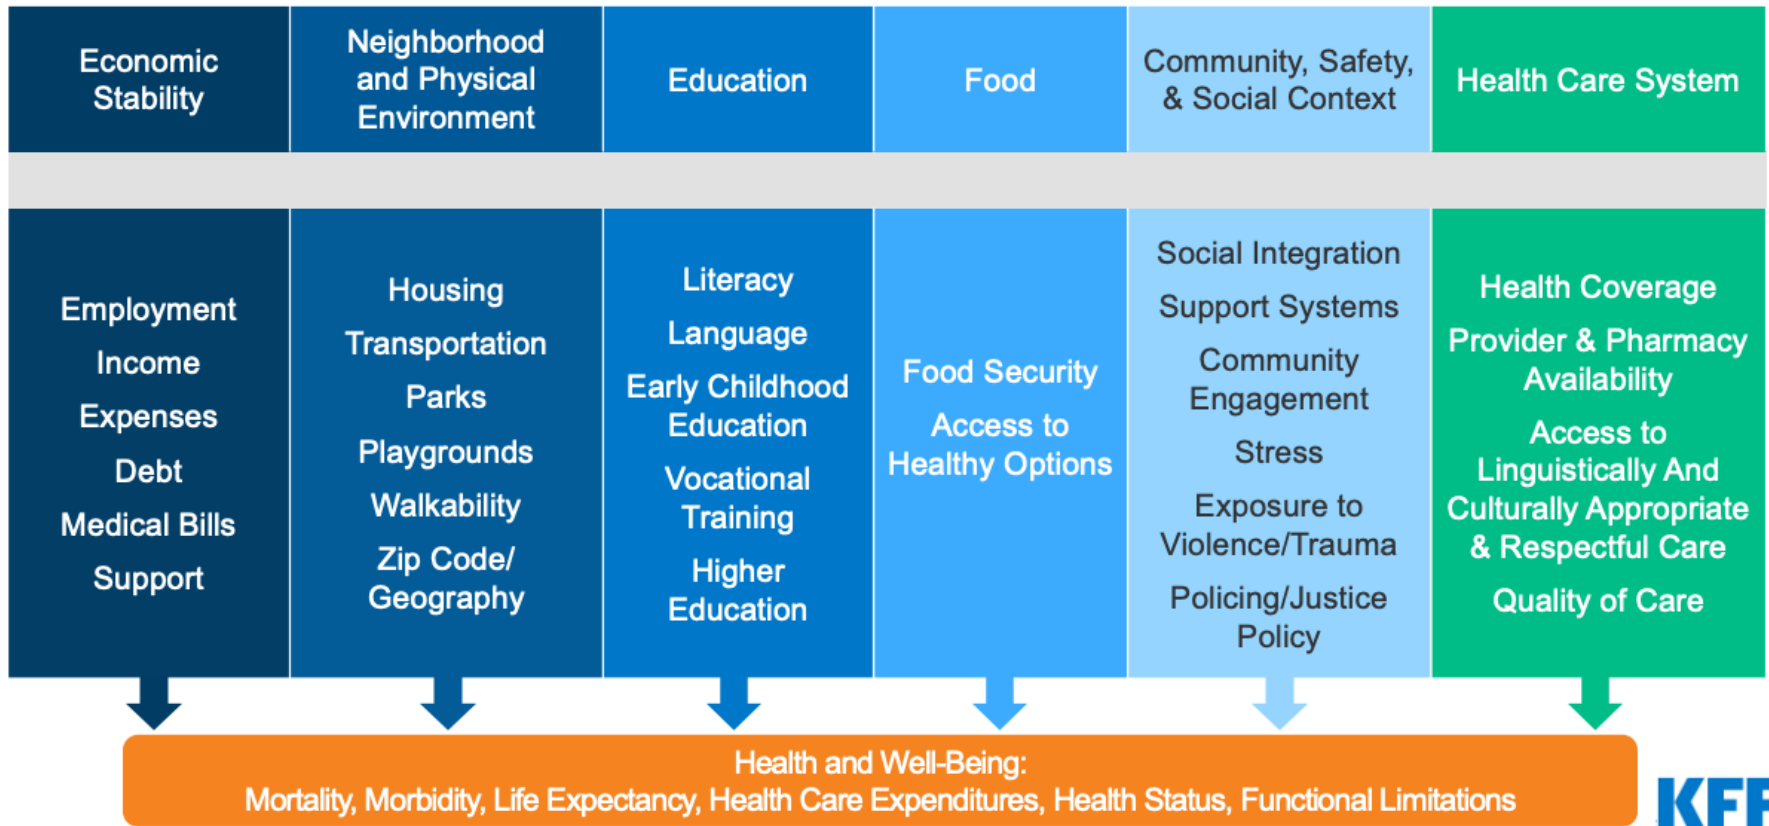 Economic
Stability
Neighborhood
and Physical
Environment
Education
Food
Community, Safety,
& Social Context
Health Care System
Employment
Income
Expenses
Debt
Medical Bills
Support
Housing
Transportation
Parks
Playgrounds
Walkability
Zip Code/
Geography
Literacy
Language
Early Childhood
Education
Vocational
Training
Higher
Education
Food Security
Access to
Healthy Options
Social Integration
Support Systems
Community
Engagement
Stress
Exposure to
Violence/Trauma
Policing/Justice
Policy
Health Coverage
Provider & Pharmacy
Availability
Access to
Linguistically And
Culturally Appropriate
& Respectful Care
Quality of Care
Health and Well-Being:
Mortality, Morbidity, Life Expectancy, Health Care Expenditures, Health Status, Functional Limitations
KFF